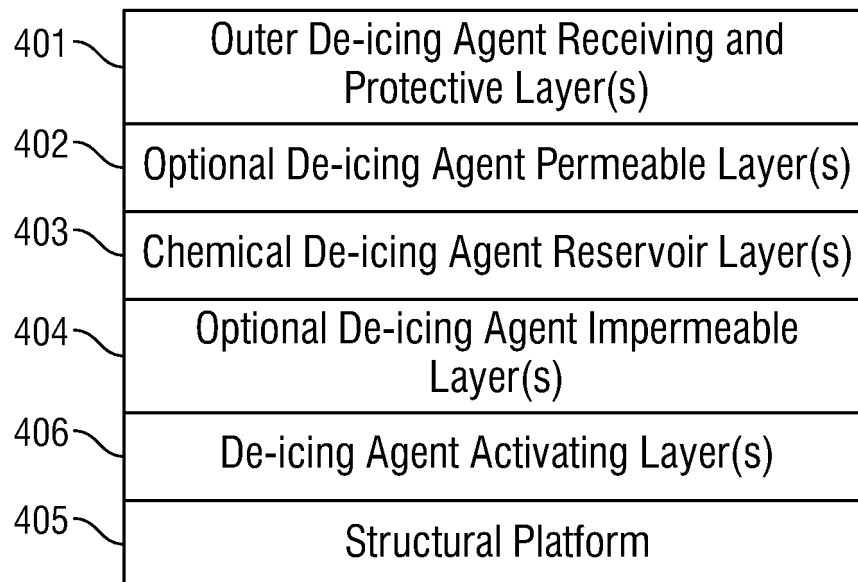 401
Outer De-icing Agent Receiving and
Protective Layer(s)
402
Optional De-icing Agent Permeable Layer(s)
403
Chemical De-icing Agent Reservoir Layer(s)
404
Optional De-icing Agent Impermeable
Layer(s)
406
De-icing Agent Activating Layer(s)
405
Structural Platform